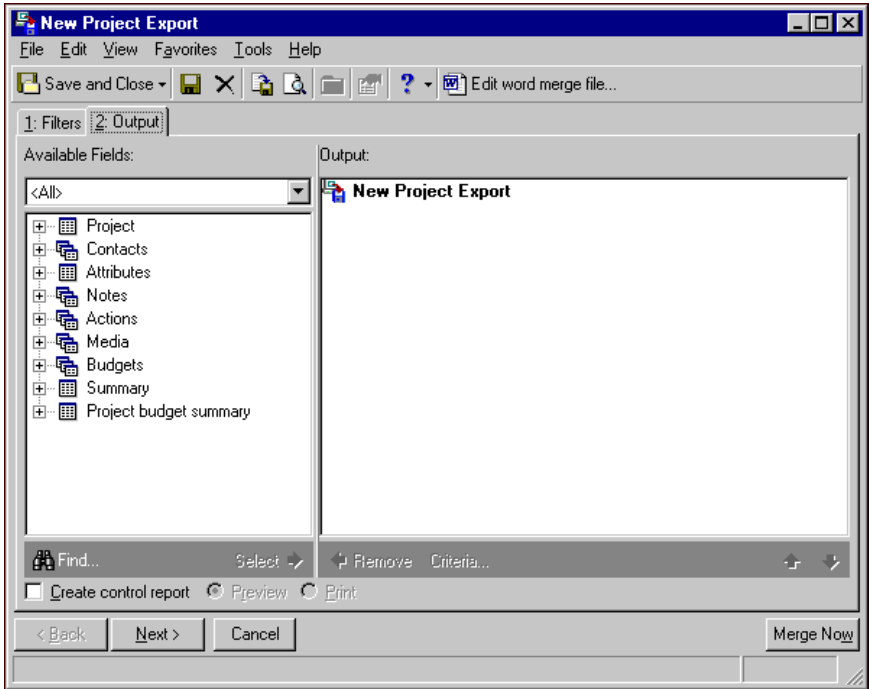 New Project Export
File Edit View Favorites Tools Help
Save and Close ? Edit word merge file...
1: Filters 2: Output
Available Fields: Output:
<All> New Project Export
Project
Contacts
Attributes
Notes
Actions
Media
Budgets
Summary
Project budget summary
Find... Select Remove Criteria...
Create control report Preview Print
< Back Next > Cancel Merge Now